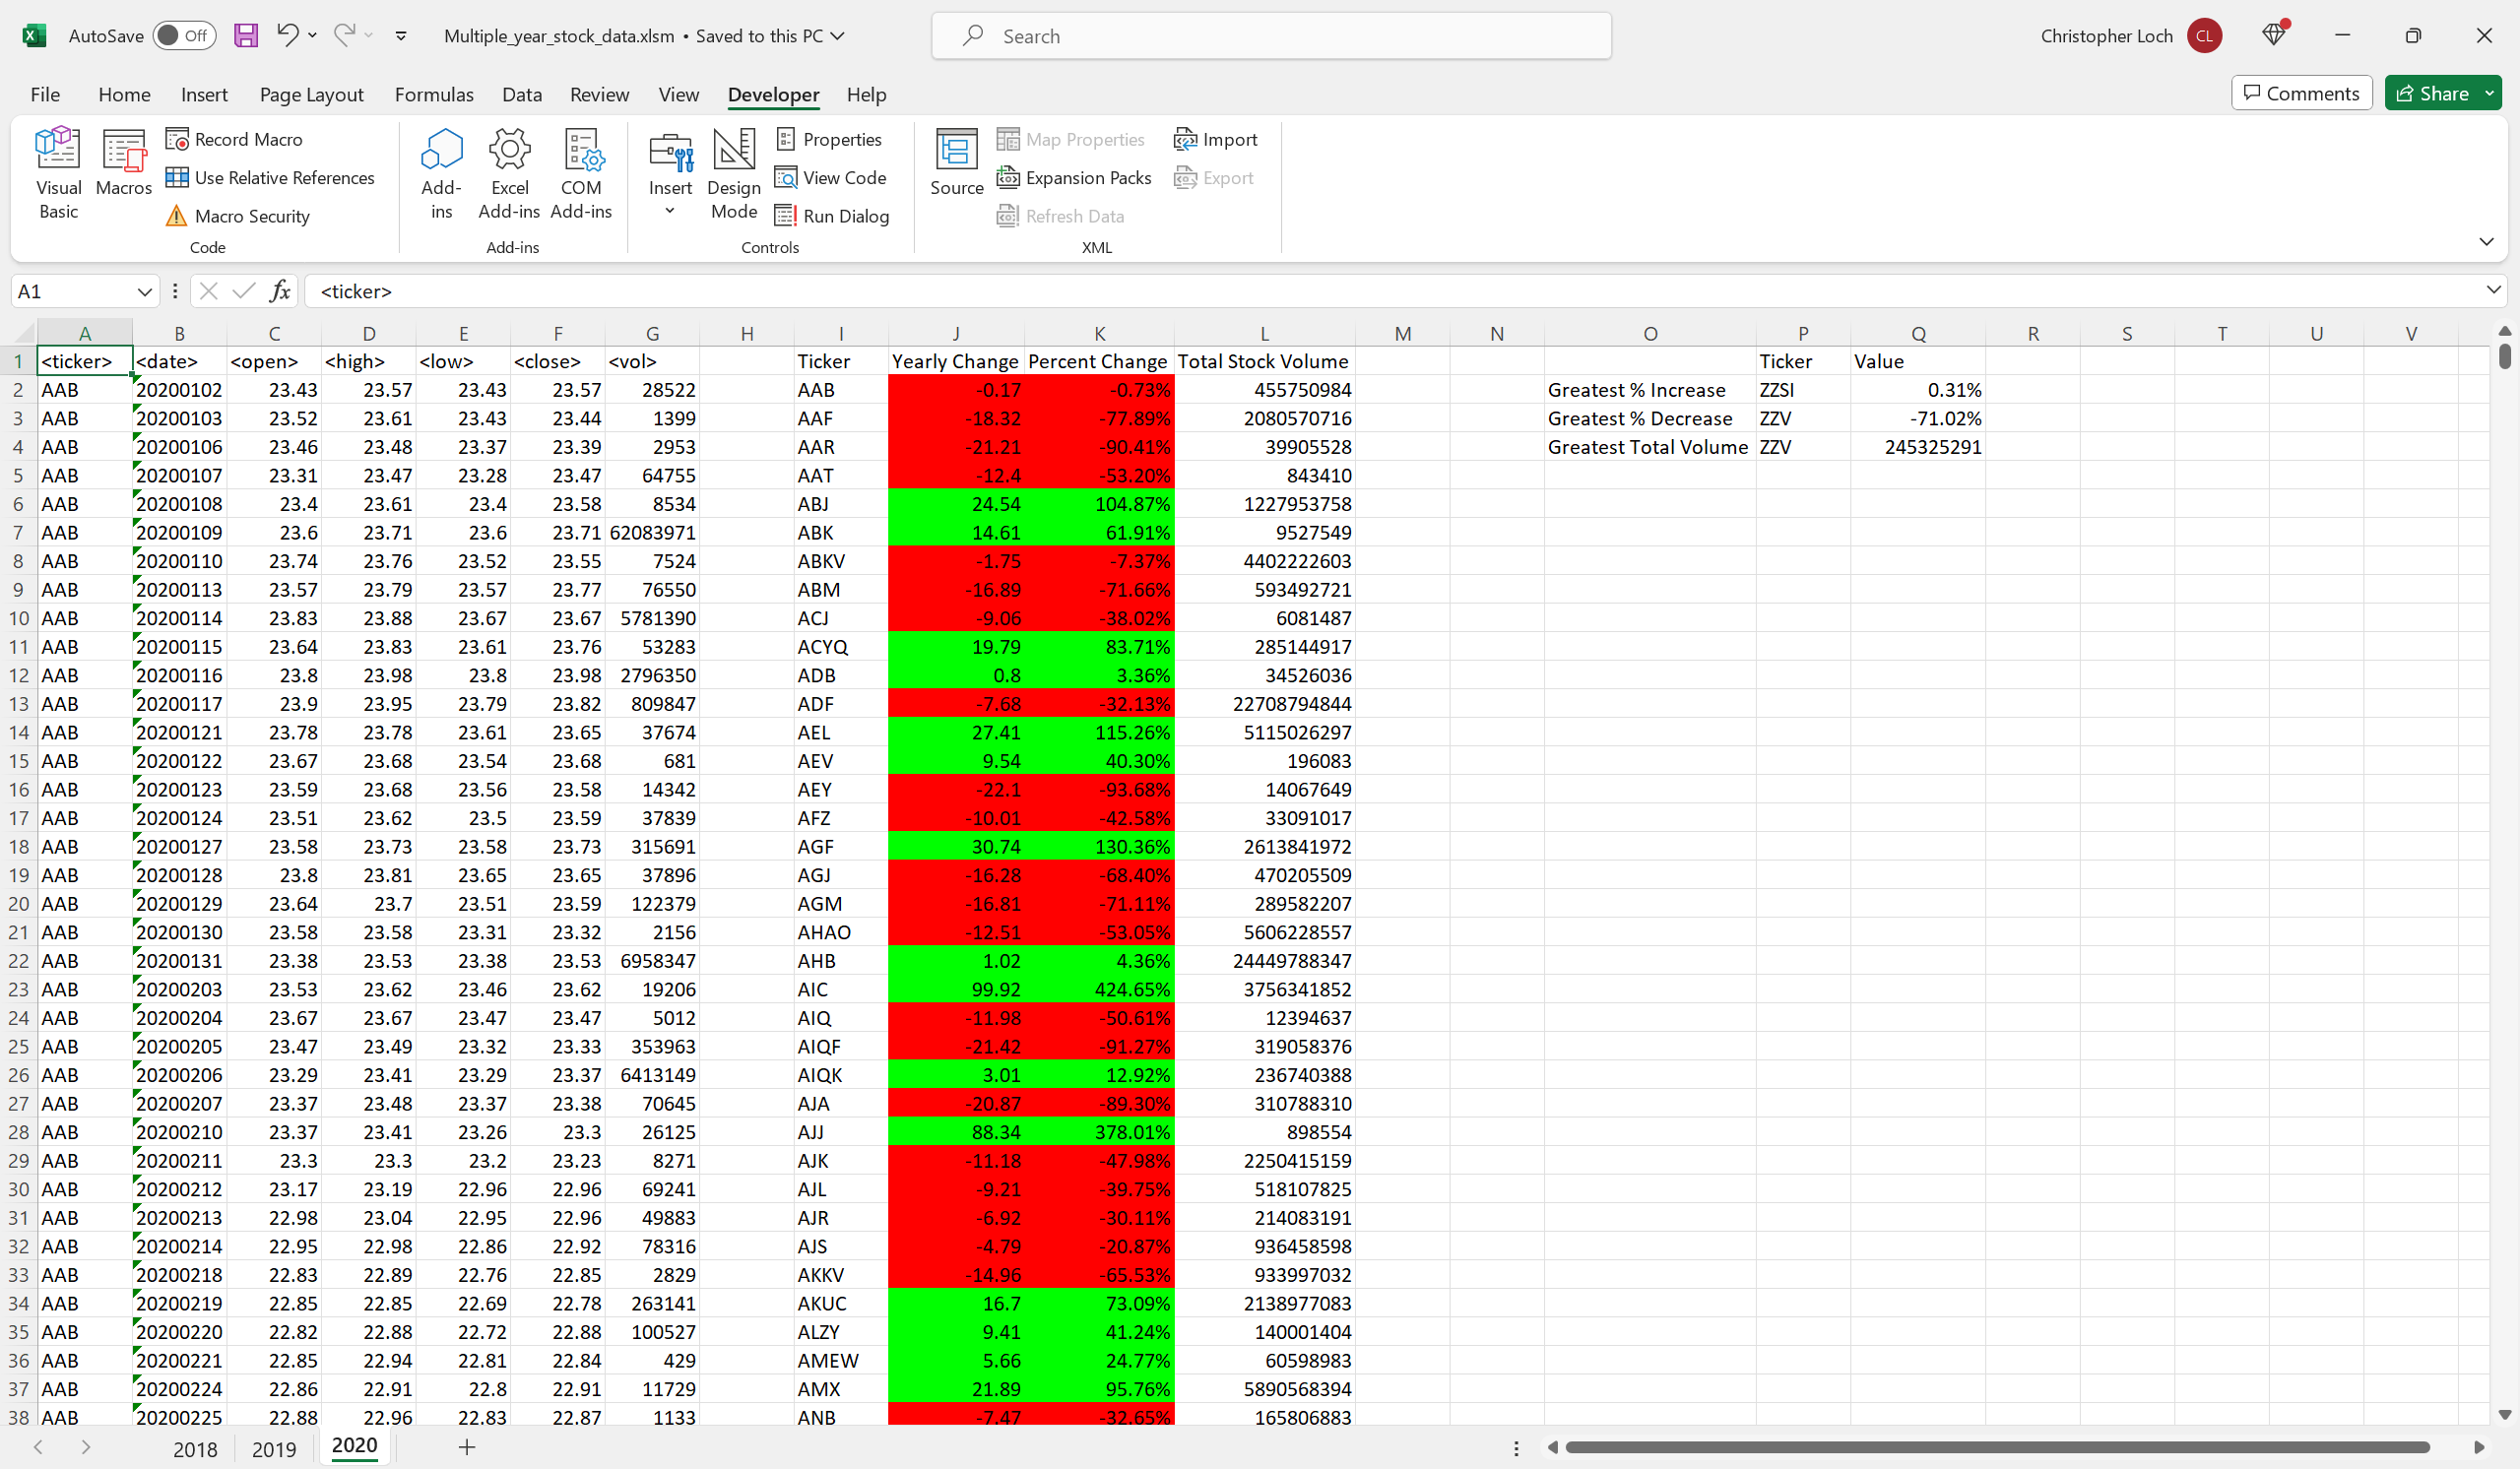 AutoSave Off Multiple_year_stock_data.xlsm • Saved to this PC Search Christopher Loch CL
File Home Insert Page Layout Formulas Data Review View Developer Help Comments Share
Visual Basic Macros Record Macro Use Relative References Macro Security Add-ins Excel Add-ins COM Add-ins Insert Design Mode Properties View Code Run Dialog Source Map Properties Expansion Packs Refresh Data Import Export
Code Add-ins Controls XML
A1 fx <ticker>
A B C D E F G H I J K L M N O P Q R S T U V
1 <ticker> <date> <open> <high> <low> <close> <vol> Ticker Yearly Change Percent Change Total Stock Volume Ticker Value
2 AAB 20200102 23.43 23.57 23.43 23.57 28522 AAB -0.17 -0.73% 455750984 Greatest % Increase ZZSI 0.31%
3 AAB 20200103 23.52 23.61 23.43 23.44 1399 AAF -18.32 -77.89% 2080570716 Greatest % Decrease ZZV -71.02%
4 AAB 20200106 23.46 23.48 23.37 23.39 2953 AAR -21.21 -90.41% 39905528 Greatest Total Volume ZZV 245325291
5 AAB 20200107 23.31 23.47 23.28 23.47 64755 AAT -12.4 -53.20% 843410
6 AAB 20200108 23.4 23.61 23.4 23.58 8534 ABJ 24.54 104.87% 1227953758
7 AAB 20200109 23.6 23.71 23.6 23.71 62083971 ABK 14.61 61.91% 9527549
8 AAB 20200110 23.74 23.76 23.52 23.55 7524 ABKV -1.75 -7.37% 4402222603
9 AAB 20200113 23.57 23.79 23.57 23.77 76550 ABM -16.89 -71.66% 593492721
10 AAB 20200114 23.83 23.88 23.67 23.67 5781390 ACJ -9.06 -38.02% 6081487
11 AAB 20200115 23.64 23.83 23.61 23.76 53283 ACYQ 19.79 83.71% 285144917
12 AAB 20200116 23.8 23.98 23.8 23.98 2796350 ADB 0.8 3.36% 34526036
13 AAB 20200117 23.9 23.95 23.79 23.82 809847 ADF -7.68 -32.13% 22708794844
14 AAB 20200121 23.78 23.78 23.61 23.65 37674 AEL 27.41 115.26% 5115026297
15 AAB 20200122 23.67 23.68 23.54 23.68 681 AEV 9.54 40.30% 196083
16 AAB 20200123 23.59 23.68 23.56 23.58 14342 AEY -22.1 -93.68% 14067649
17 AAB 20200124 23.51 23.62 23.5 23.59 37839 AFZ -10.01 -42.58% 33091017
18 AAB 20200127 23.58 23.73 23.58 23.73 315691 AGF 30.74 130.36% 2613841972
19 AAB 20200128 23.8 23.81 23.65 23.65 37896 AGJ -16.28 -68.40% 470205509
20 AAB 20200129 23.64 23.7 23.51 23.59 122379 AGM -16.81 -71.11% 289582207
21 AAB 20200130 23.58 23.58 23.31 23.32 2156 AHAO -12.51 -53.05% 5606228557
22 AAB 20200131 23.38 23.53 23.38 23.53 6958347 AHB 1.02 4.36% 24449788347
23 AAB 20200203 23.53 23.62 23.46 23.62 19206 AIC 99.92 424.65% 3756341852
24 AAB 20200204 23.67 23.67 23.47 23.47 5012 AIQ -11.98 -50.61% 12394637
25 AAB 20200205 23.47 23.49 23.32 23.33 353963 AIQF -21.42 -91.27% 319058376
26 AAB 20200206 23.29 23.41 23.29 23.37 6413149 AIQK 3.01 12.92% 236740388
27 AAB 20200207 23.37 23.48 23.37 23.38 70645 AJA -20.87 -89.30% 310788310
28 AAB 20200210 23.37 23.41 23.26 23.3 26125 AJJ 88.34 378.01% 898554
29 AAB 20200211 23.3 23.3 23.2 23.23 8271 AJK -11.18 -47.98% 2250415159
30 AAB 20200212 23.17 23.19 22.96 22.96 69241 AJL -9.21 -39.75% 518107825
31 AAB 20200213 22.98 23.04 22.95 22.96 49883 AJR -6.92 -30.11% 214083191
32 AAB 20200214 22.95 22.98 22.86 22.92 78316 AJS -4.79 -20.87% 936458598
33 AAB 20200218 22.83 22.89 22.76 22.85 2829 AKKV -14.96 -65.53% 933997032
34 AAB 20200219 22.85 22.85 22.69 22.78 263141 AKUC 16.7 73.09% 2138977083
35 AAB 20200220 22.82 22.88 22.72 22.88 100527 ALZY 9.41 41.24% 140001404
36 AAB 20200221 22.85 22.94 22.81 22.84 429 AMEW 5.66 24.77% 60598983
37 AAB 20200224 22.86 22.91 22.8 22.91 11729 AMX 21.89 95.76% 5890568394
38 AAB 20200225 22.88 22.96 22.83 22.87 1133 ANB -7.47 -32.65% 165806883
2018 2019 2020